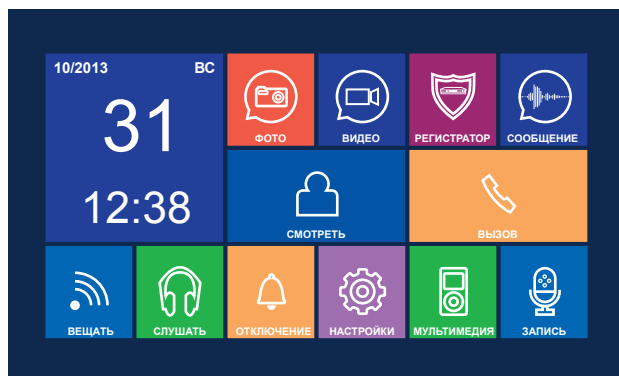 10/2013 ВС
31
12:38
ФОТО
ВИДЕО
РЕГИСТРАТОР
СООБЩЕНИЕ
СМОТРЕТЬ
ВЫЗОВ
ВЕЩАТЬ
СЛУШАТЬ
ОТКЛЮЧЕНИЕ
НАСТРОЙКИ
МУЛЬТИМЕДИЯ
ЗАПИСЬ